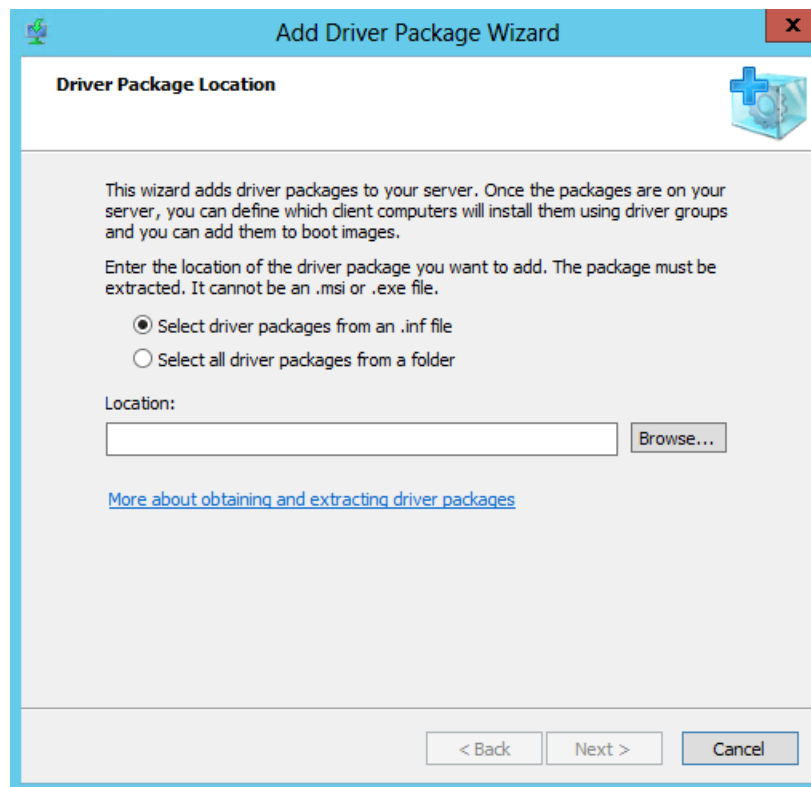 Add Driver Package Wizard
x
Driver Package Location
This wizard adds driver packages to your server. Once the packages are on your
server, you can define which client computers will install them using driver groups
and you can add them to boot images.
Enter the location of the driver package you want to add. The package must be
extracted. It cannot be an .msi or .exe file.
Select driver packages from an .inf file
Select all driver packages from a folder
Location:
Browse...
More about obtaining and extracting driver packages
< Back Next > Cancel